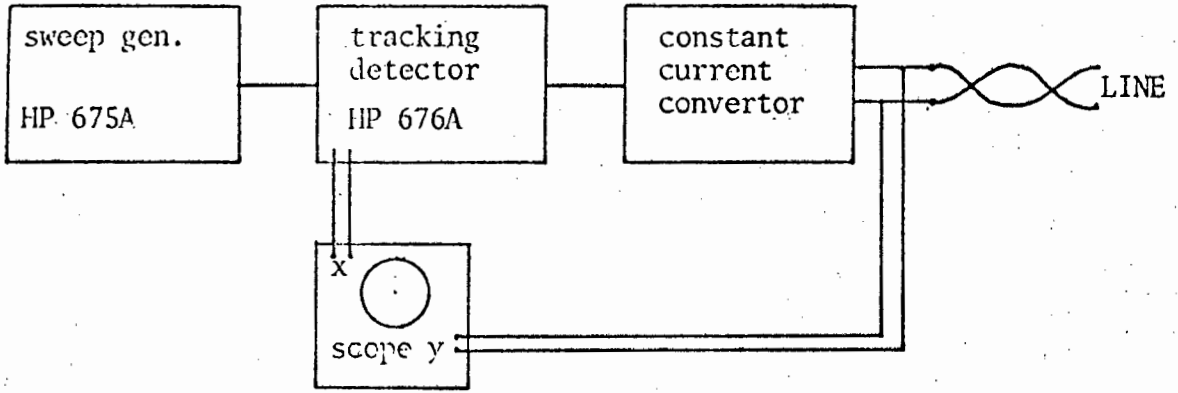 sweep gen.
HP 675A
tracking
detector
HP 676A
constant
current
convertor
LINE
x
scope y